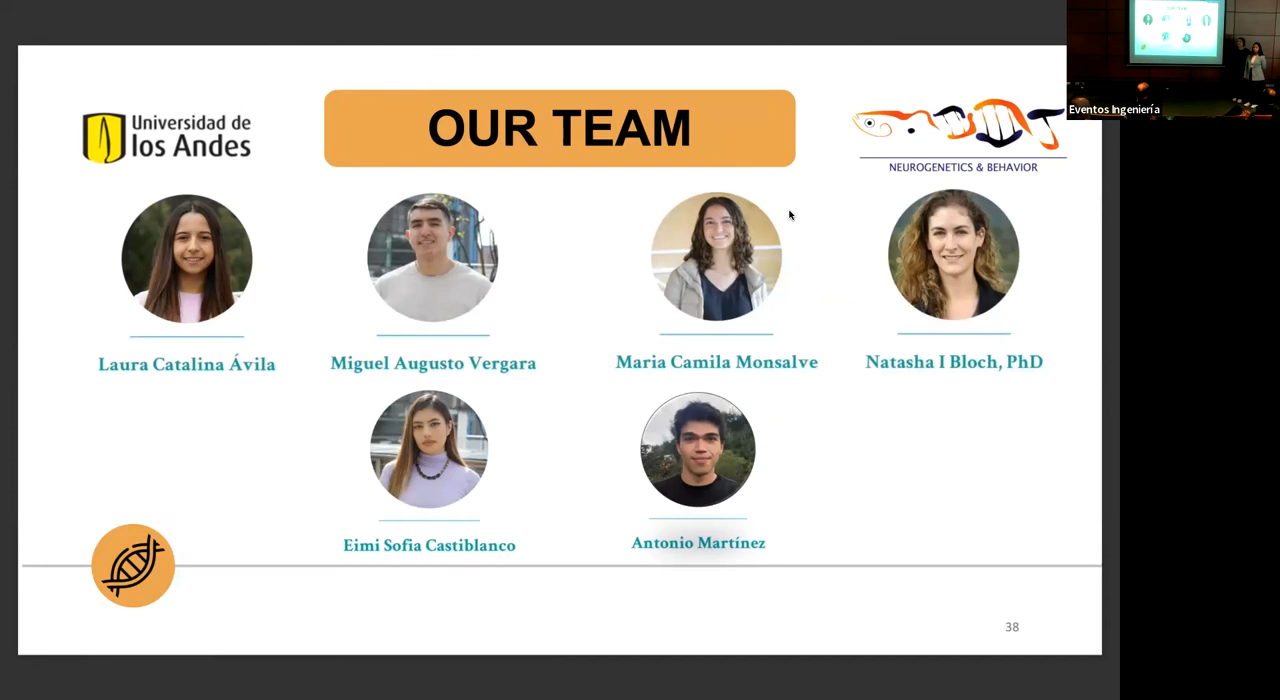 Eventos Ingeniería
Universidad de
los Andes
OUR TEAM
NEUROGENETICS & BEHAVIOR
Laura Catalina Ávila
Miguel Augusto Vergara
Maria Camila Monsalve
Natasha I Bloch, PhD
Eimi Sofia Castiblanco
Antonio Martínez
38